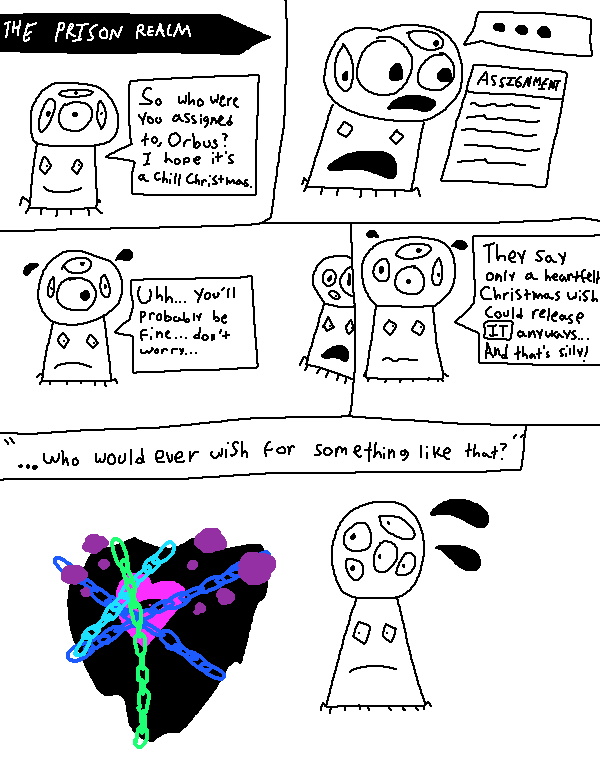 THE PRISON REALM
So who were
you assigned
to, Orbus?
I hope it's
a chill Christmas.
...
ASSIGNMENT
Uhh... you'll
probably be
fine... don't
worry...
They say
only a heartfelt
Christmas wish
could release
IT anyways...
And that's silly!
"...who would ever wish for something like that?"